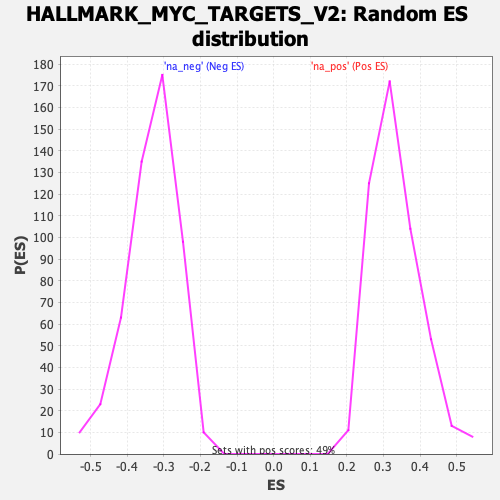 HALLMARK_MYC_TARGETS_V2: Random ES
distribution
'na_neg' (Neg ES)
'na_pos' (Pos ES)
P(ES)
180
170
160
150
140
130
120
110
100
90
80
70
60
50
40
30
20
10
0
Sets with pos scores: 49%
-0.5 -0.4 -0.3 -0.2 -0.1 0.0 0.1 0.2 0.3 0.4 0.5
ES